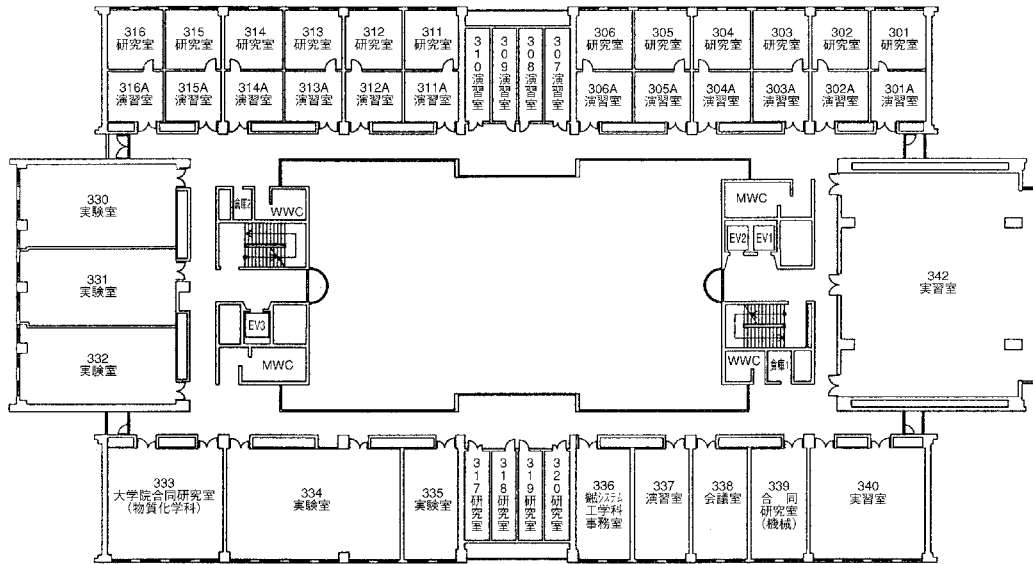 316
研究室
315
研究室
314
研究室
313
研究室
312
研究室
311
研究室
310演習室
309演習室
308演習室
307演習室
306
研究室
305
研究室
304
研究室
303
研究室
302
研究室
301
研究室
316A
演習室
315A
演習室
314A
演習室
313A
演習室
312A
演習室
311A
演習室
306A
演習室
305A
演習室
304A
演習室
303A
演習室
302A
演習室
301A
演習室
330
実験室
331
実験室
332
実験室
倉庫2
WWC
EV3
MWC
MWC
EV2
EV1
WWC
倉庫1
342
実習室
333
大学院合同研究室
(物質化学科)
334
実験室
335
実験室
317研究室
318研究室
319研究室
320研究室
336
システム
工学科
事務室
337
演習室
338
会議室
339
合同
研究室
(機械)
340
実習室